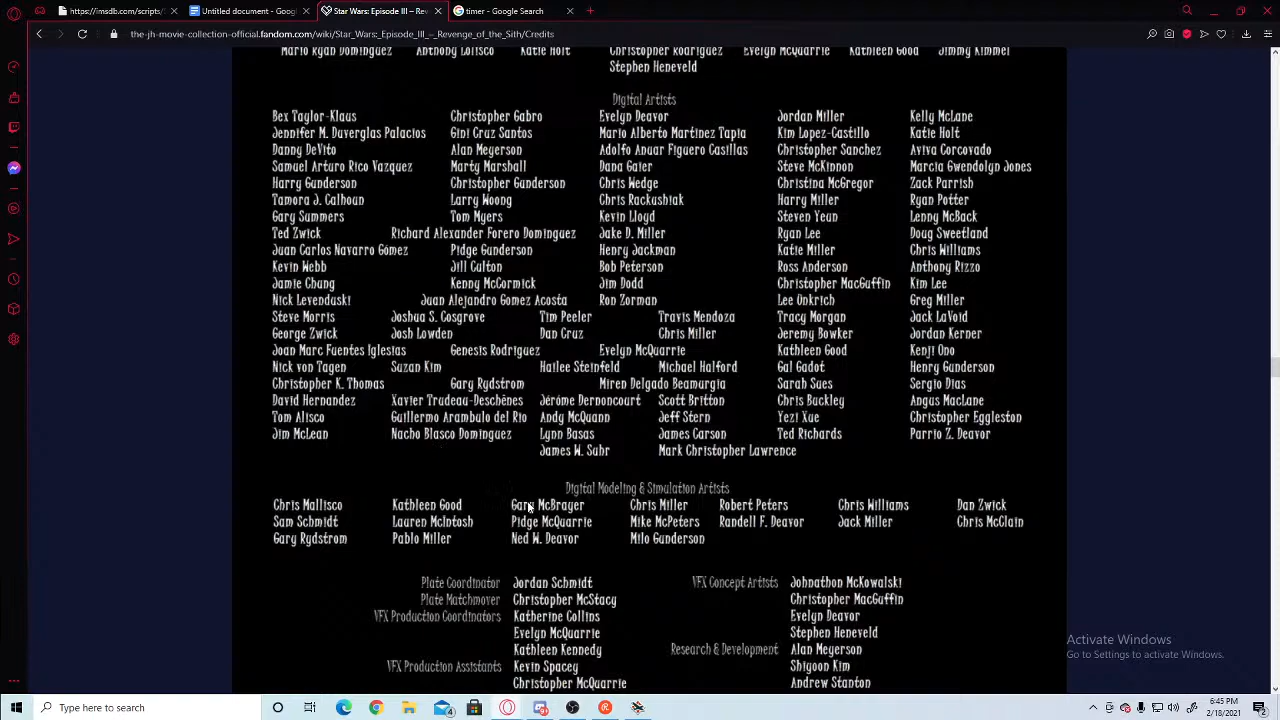 https://imsdb.com/scripts/
Untitled document - Goog
Star Wars: Episode III – Rev
timer - Google Search
the-jh-movie-collection-official.fandom.com/wiki/Star_Wars:_Episode_III_–_Revenge_of_the_Sith/Credits
Mario Ryan Dominguez Anthony Lolisco Katie Holt Christopher Rodriguez Evelyn McQuarrie Kathleen Good Jimmy Kimmel
Stephen Heneveld
Digital Artists
Bex Taylor-Klaus Christopher Gabro Evelyn Deavor Jordan Miller Kelly McLane
Jennifer M. Duverglas Palacios Gini Cruz Santos Mario Alberto Martinez Tapia Kim Lopez-Castillo Katie Holt
Danny DeVito Alan Meyerson Adolfo Anuar Figuero Casillas Christopher Sanchez Aviva Corcovado
Samuel Arturo Rico Vazquez Marty Marshall Dana Gaier Steve McKinnon Marcia Gwendolyn Jones
Harry Gunderson Christopher Gunderson Chris Wedge Christina McGregor Zack Parrish
Tamora J. Calhoun Larry Woong Chris Rackushiak Harry Miller Ryan Potter
Gary Summers Tom Myers Kevin Lloyd Steven Yeun Lenny McBack
Ted Zwick Richard Alexander Forero Dominguez Jake D. Miller Ryan Lee Doug Sweetland
Juan Carlos Navarro Gómez Pidge Gunderson Henry Jackman Katie Miller Chris Williams
Kevin Webb Jill Culton Bob Peterson Ross Anderson Anthony Rizzo
Jamie Chung Kenny McCormick Jim Dodd Christopher MacGuffin Kim Lee
Nick Levenduski Juan Alejandro Gomez Acosta Ron Zorman Lee Unkrich Greg Miller
Steve Morris Joshua S. Cosgrove Tim Peeler Travis Mendoza Tracy Morgan Jack LaVoid
George Zwick Josh Lowden Dan Cruz Chris Miller Jeremy Bowker Jordan Kerner
Joan Marc Fuentes Iglesias Genesis Rodriguez Evelyn McQuarrie Kathleen Good Kenji Ono
Nick von Tagen Suzan Kim Hailee Steinfeld Michael Halford Gal Gadot Henry Gunderson
Christopher K. Thomas Gary Rydstrom Miren Delgado Beamurgia Sarah Sues Sergio Dias
David Hernandez Xavier Trudeau-Deschênes Jérôme Dernoncourt Scott Britton Chris Buckley Angus MacLane
Tom Alisco Guillermo Arambulo del Rio Andy McQuann Jeff Stern Yezi Xue Christopher Eggleston
Jim McLean Nacho Blasco Dominguez Lynn Basas James Carson Ted Richards Parrio Z. Deavor
James W. Suhr Mark Christopher Lawrence
Digital Modeling & Simulation Artists
Chris Mallisco Kathleen Good Gary McBrayer Chris Miller Robert Peters Chris Williams Dan Zwick
Sam Schmidt Lauren McIntosh Pidge McQuarrie Mike McPeters Randell F. Deavor Jack Miller Chris McClain
Gary Rydstrom Pablo Miller Ned W. Deavor Milo Gunderson
Plate Coordinator Jordan Schmidt VFX Concept Artists Johnathon McKowalski
Plate Matchmover Christopher McStacy Christopher MacGuffin
VFX Production Coordinators Katherine Collins Evelyn Deavor
Evelyn McQuarrie Stephen Heneveld
Kathleen Kennedy Research & Development Alan Meyerson
VFX Production Assistants Kevin Spacey Shiyoon Kim
Christopher McQuarrie Andrew Stanton
Activate Windows
Go to Settings to activate Windows.
Type here to search
6:45 PM
2/18/2021